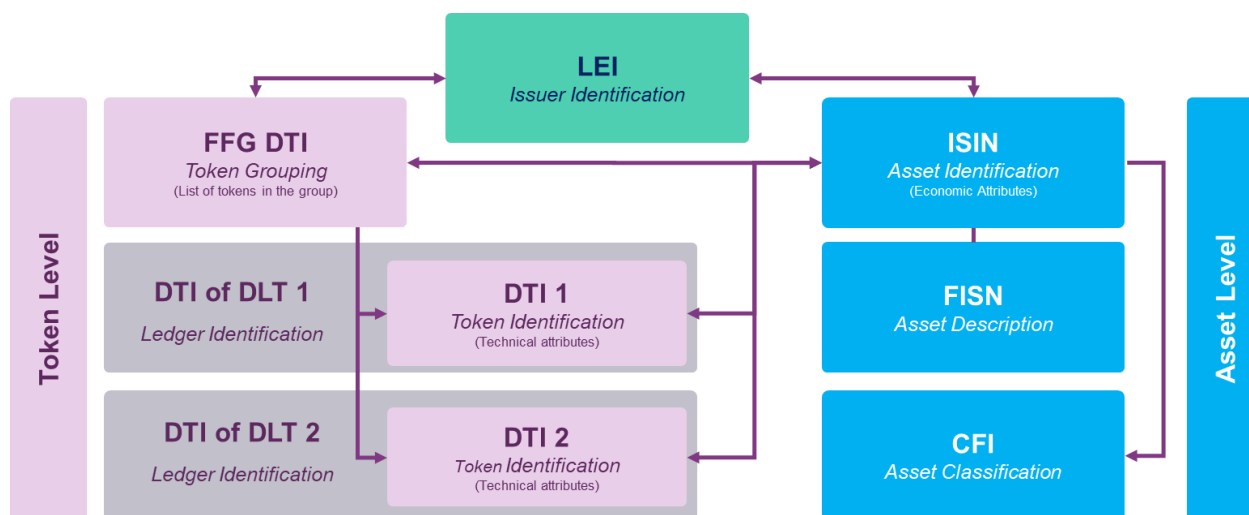 LEI
Issuer Identification
Token Level
FFG DTI
Token Grouping
(List of tokens in the group)
ISIN
Asset Identification
(Economic Attributes)
DTI of DLT 1
Ledger Identification
DTI 1
Token Identification
(Technical attributes)
FISN
Asset Description
DTI of DLT 2
Ledger Identification
DTI 2
Token Identification
(Technical attributes)
CFI
Asset Classification
Asset Level